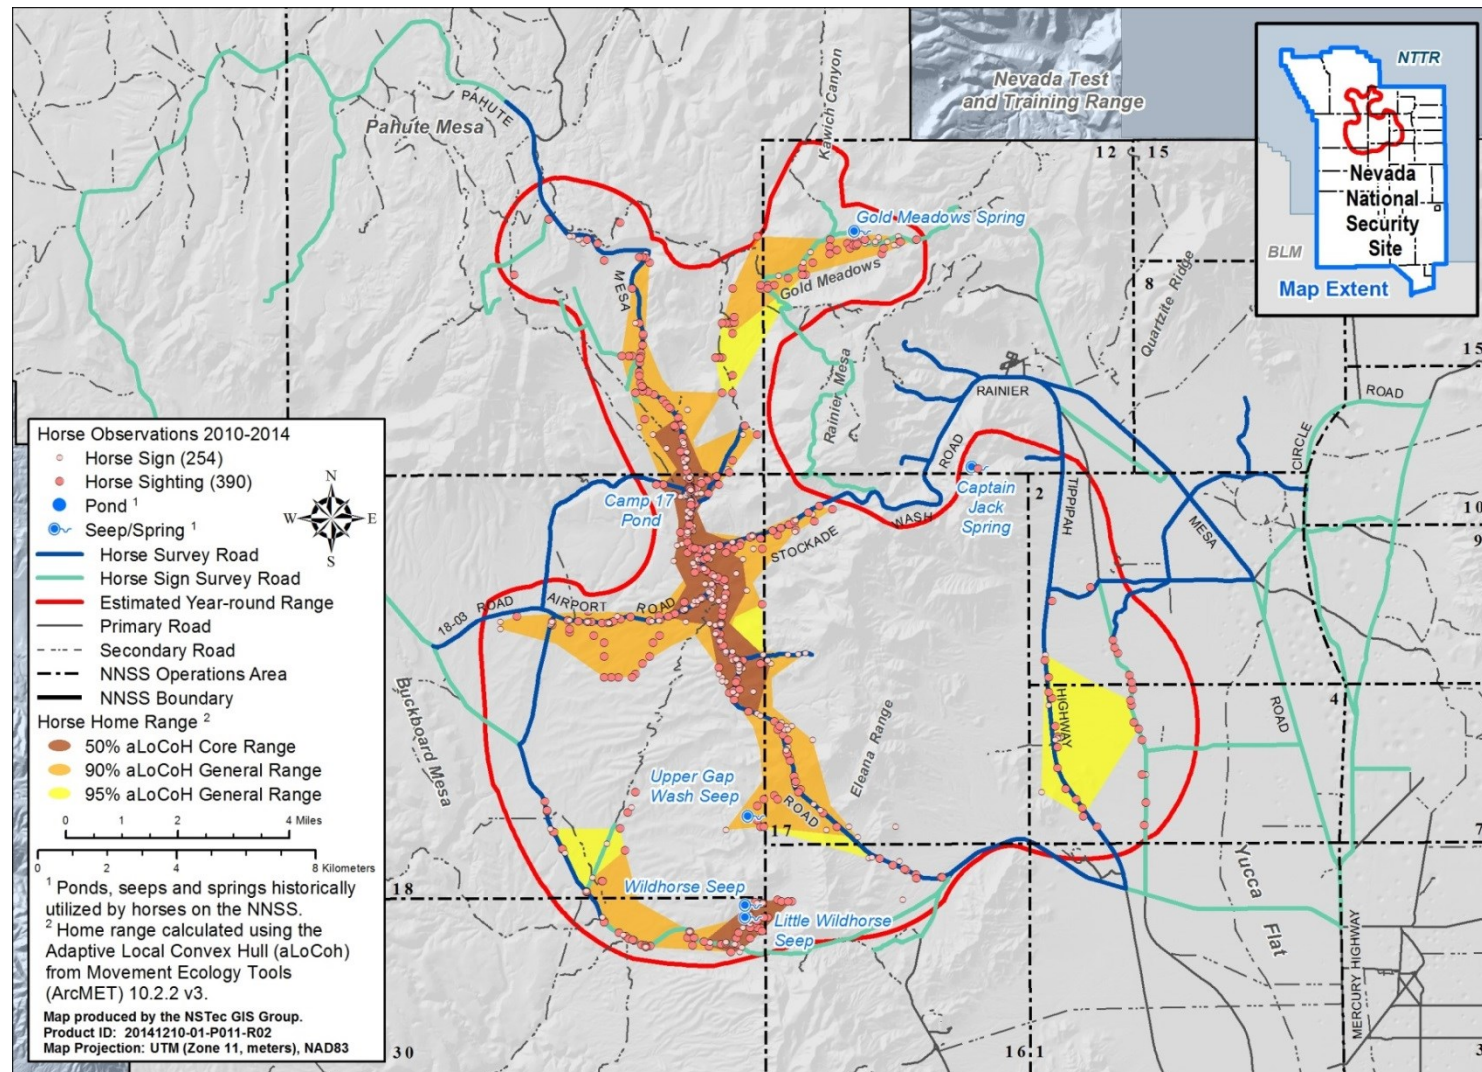 Nevada Test
and Training Range
Kawich Canyon
PAHUTE
Pahute Mesa
12
15
Gold Meadows Spring
MESA
Gold Meadows
8
Quartzite Ridge
Rainier Mesa
RAINIER
ROAD
15
ROAD
CIRCLE
Camp 17
Pond
WASH
STOCKADE
Captain
Jack
Spring
2
TIPPIPAH
MESA
10
9
18-03
ROAD
AIRPORT
ROAD
Buckboard Mesa
HIGHWAY
ROAD
4
Eleana Range
Upper Gap
Wash Seep
ROAD
17
7
Wildhorse Seep
18
Little Wildhorse
Seep
Yucca
Flat
MERCURY HIGHWAY
30
16
1
3
NTTR
Nevada
National
Security
Site
BLM
Map Extent
Horse Observations 2010-2014
Horse Sign (254)
Horse Sighting (390)
Pond 1
Seep/Spring 1
N
W
E
S
Horse Survey Road
Horse Sign Survey Road
Estimated Year-round Range
Primary Road
Secondary Road
NNSS Operations Area
NNSS Boundary
Horse Home Range 2
50% aLoCoH Core Range
90% aLoCoH General Range
95% aLoCoH General Range
0 1 2 4 Miles
0 2 4 8 Kilometers
1 Ponds, seeps and springs historically
utilized by horses on the NNSS.
2 Home range calculated using the
Adaptive Local Convex Hull (aLoCoh)
from Movement Ecology Tools
(ArcMET) 10.2.2 v3.
Map produced by the NSTec GIS Group.
Product ID: 20141210-01-P011-R02
Map Projection: UTM (Zone 11, meters), NAD83